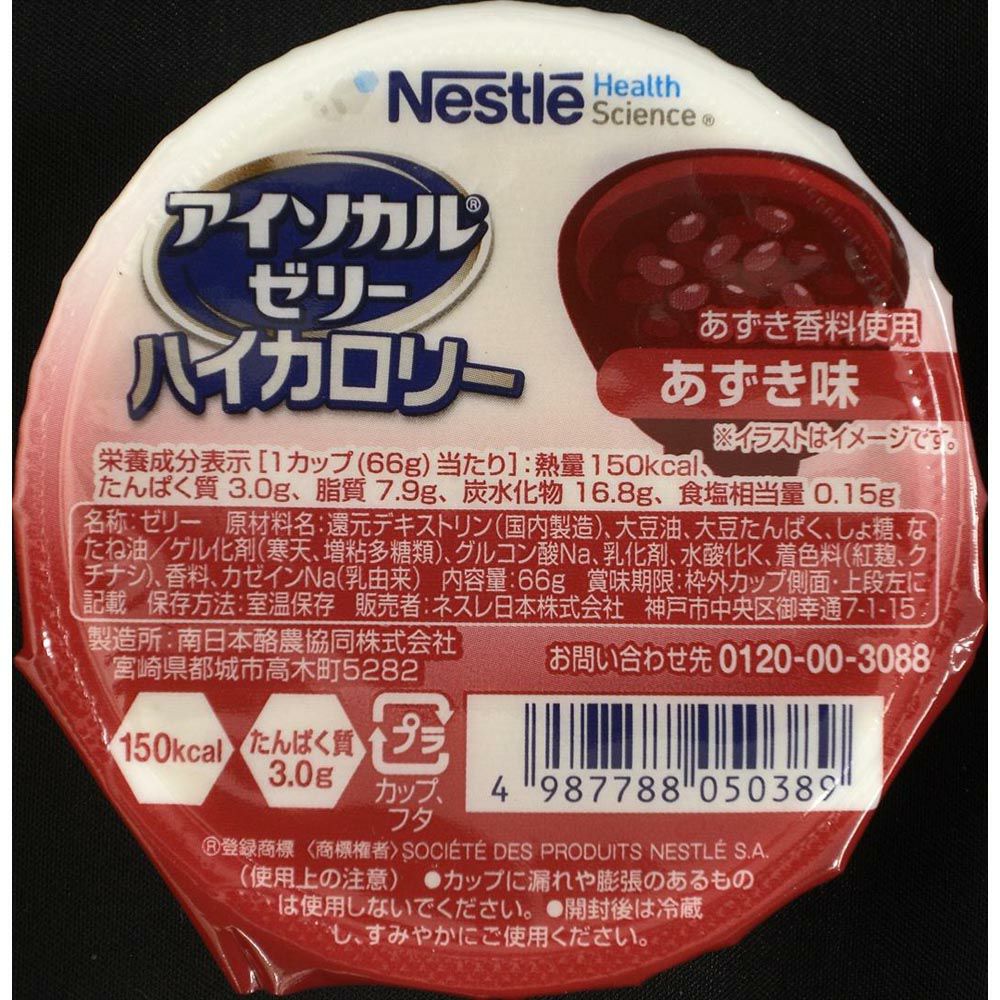 Nestlé Health Science®
アイソカル®
ゼリー
ハイカロリー
あずき香料使用
あずき味
※イラストはイメージです。
栄養成分表示[1カップ(66g)当たり]:熱量150kcal、
たんぱく質 3.0g、脂質 7.9g、炭水化物 16.8g、食塩相当量 0.15g
名称:ゼリー 原材料名:還元デキストリン(国内製造)、大豆油、大豆たんぱく、しょ糖、な
たね油/ゲル化剤(寒天、増粘多糖類)、グルコン酸Na、乳化剤、水酸化K、着色料(紅麹、ク
チナシ)、香料、カゼインNa(乳由来) 内容量:66g 賞味期限:枠外カップ側面・上段左に
記載 保存方法:室温保存 販売者:ネスレ日本株式会社 神戸市中央区御幸通7-1-15
製造所:南日本酪農協同株式会社
宮崎県都城市高木町5282
お問い合わせ先 0120-00-3088
150kcal
たんぱく質
3.0g
プラ
カップ、
フタ
4 987788 050389
®登録商標 〈商標権者〉SOCIÉTÉ DES PRODUITS NESTLÉ S.A.
(使用上の注意) ●カップに漏れや膨張のあるもの
は使用しないでください。●開封後は冷蔵
し、すみやかにご使用ください。